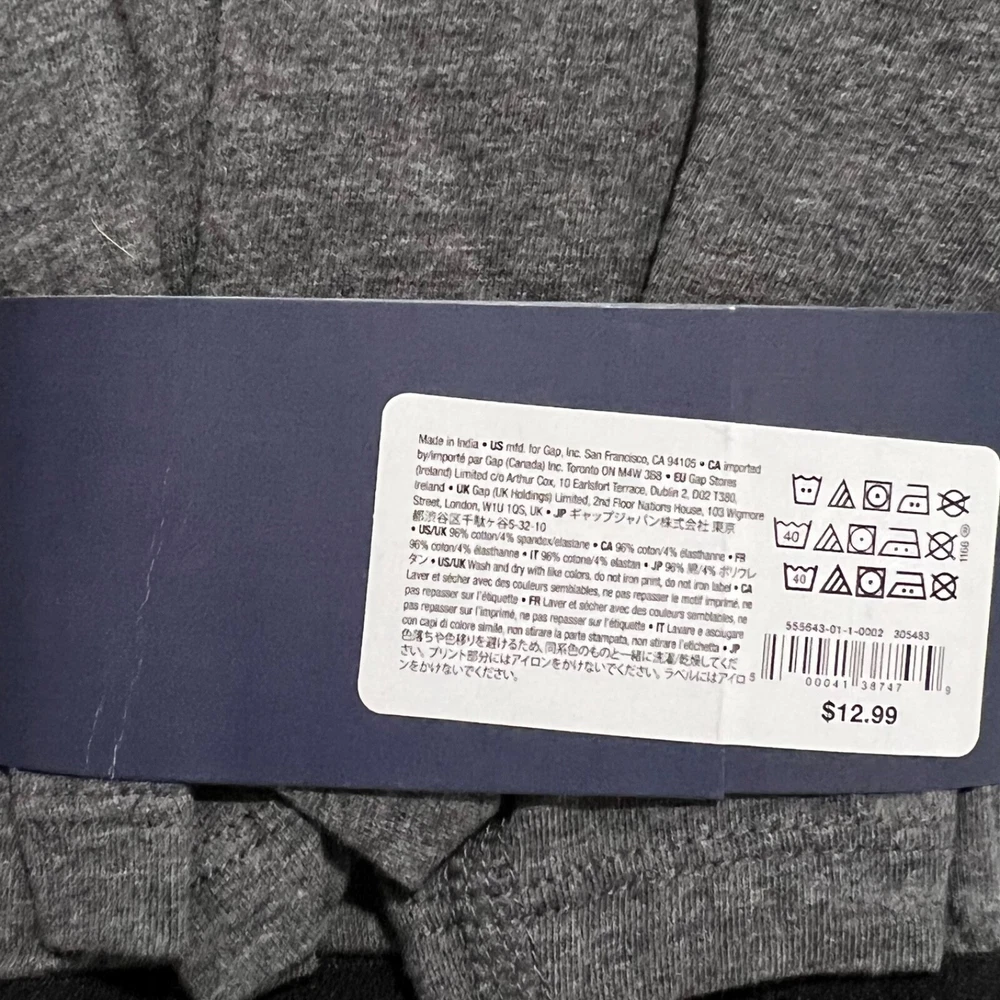 Made in India • US mfd. for Gap, Inc. San Francisco, CA 94105 • CA imported
by/importé par Gap (Canada) Inc. Toronto ON M4W 3S8 • EU Gap Stores
(Ireland) Limited c/o Arthur Cox, 10 Earlsfort Terrace, Dublin 2, D02 T380,
Ireland • UK Gap (UK Holdings) Limited, 2nd Floor Nations House, 103 Wigmore
Street, London, W1U 1QS, UK • JP ギャップジャパン株式会社 東京
都渋谷区千駄ヶ谷5-32-10
• US/UK 96% cotton/4% spandex/elastane • CA 96% coton/4% élasthanne • FR
96% coton/4% élasthanne • IT 96% cotone/4% elastan • JP 96% 綿/4% ポリウレ
タン • US/UK Wash and dry with like colors, do not iron print, do not iron label • CA
Laver et sécher avec des couleurs semblables, ne pas repasser le motif imprimé, ne
pas repasser sur l'étiquette • FR Laver et sécher avec des couleurs semblables, ne
pas repasser sur l'imprimé, ne pas repasser sur l'étiquette • IT Lavare e asciugare
con capi di colore simile, non stirare la parte stampata, non stirare l'etichetta • JP
色落ちや色移りを避けるため、同系色のものと一緒に洗濯/乾燥してくだ
さい。プリント部分にはアイロンをかけないでください。ラベルにはアイロ
ンをかけないでください。
40
40
1166 ®
555643-01-1-0002 305483
5 00041 38747 9
$12.99